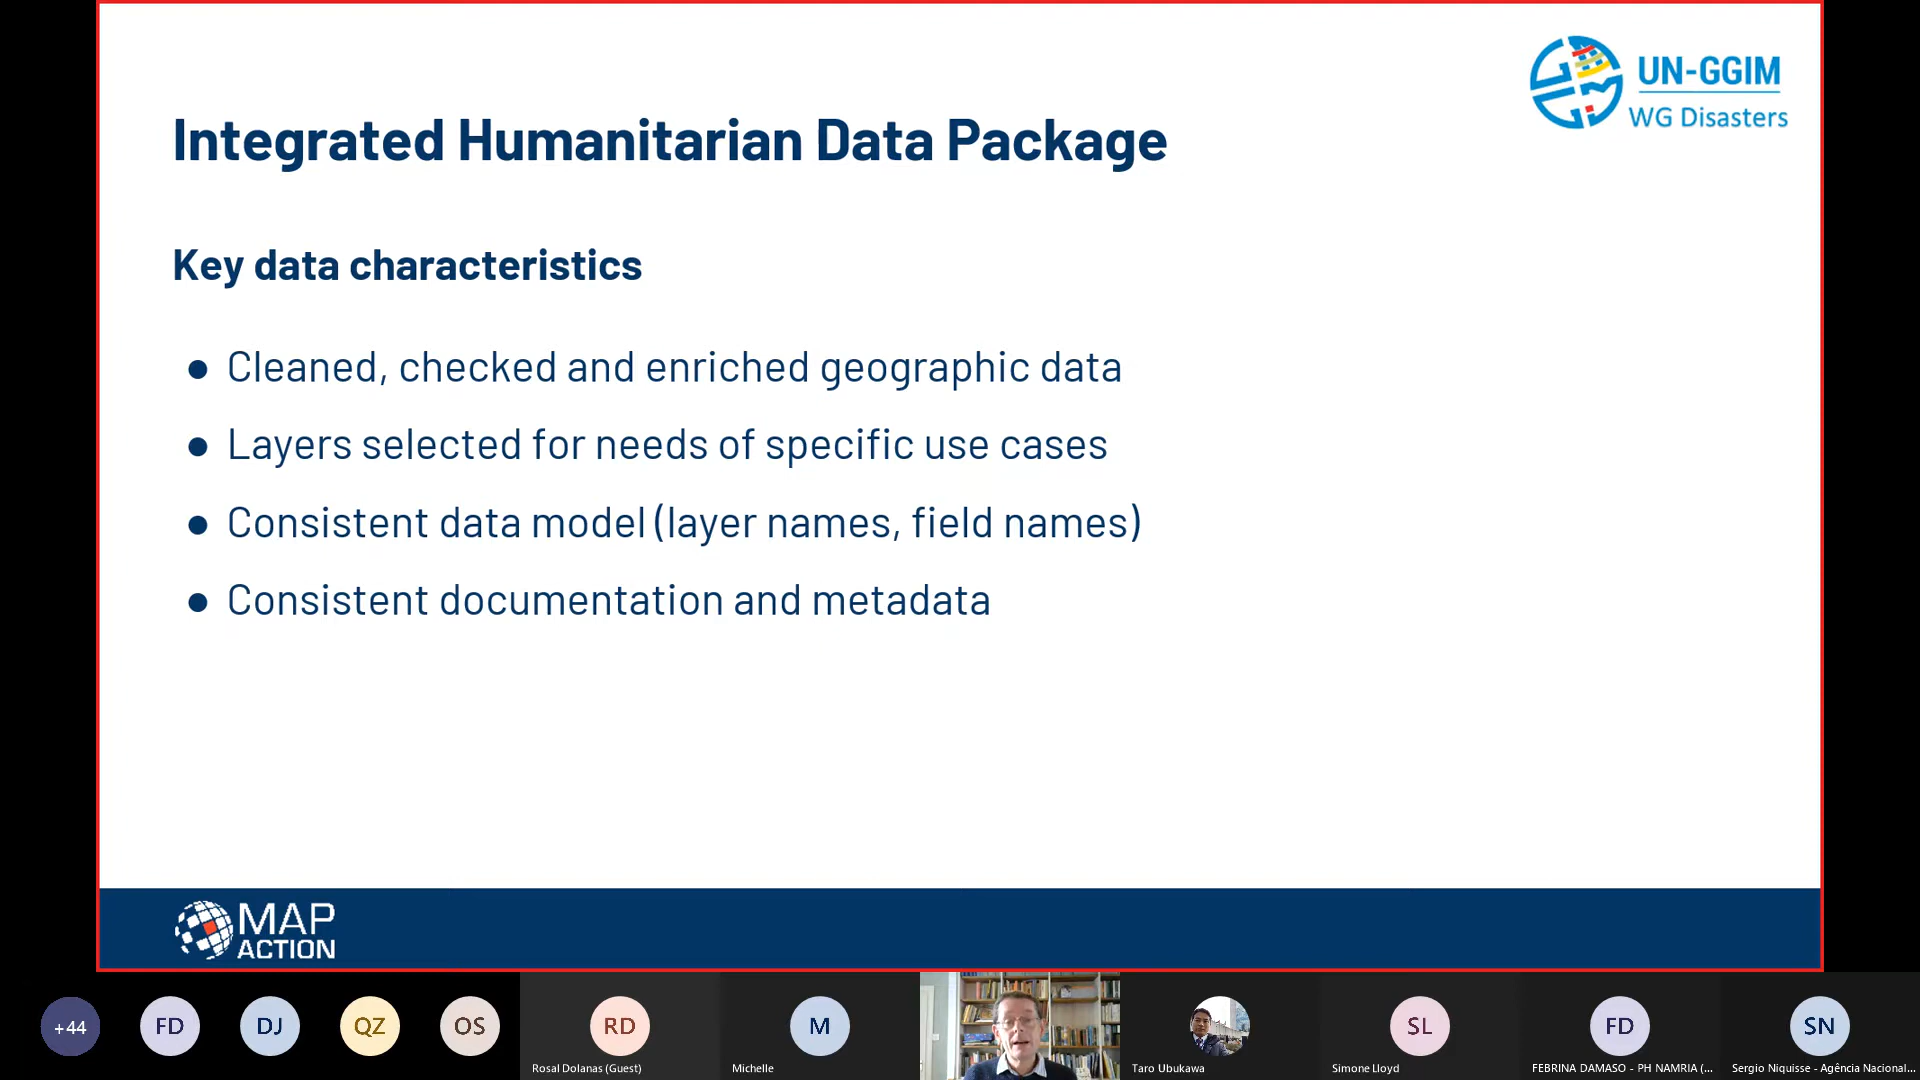 UN-GGIM
WG Disasters
Integrated Humanitarian Data Package
Key data characteristics
● Cleaned, checked and enriched geographic data
● Layers selected for needs of specific use cases
● Consistent data model (layer names, field names)
● Consistent documentation and metadata
MAP
ACTION
+44
FD
DJ
QZ
OS
RD
M
SL
FD
SN
Rosal Dolanas (Guest)
Michelle
Taro Ubukawa
Simone Lloyd
FEBRINA DAMASO - PH NAMRIA (...
Sergio Niquisse - Agência Nacional...